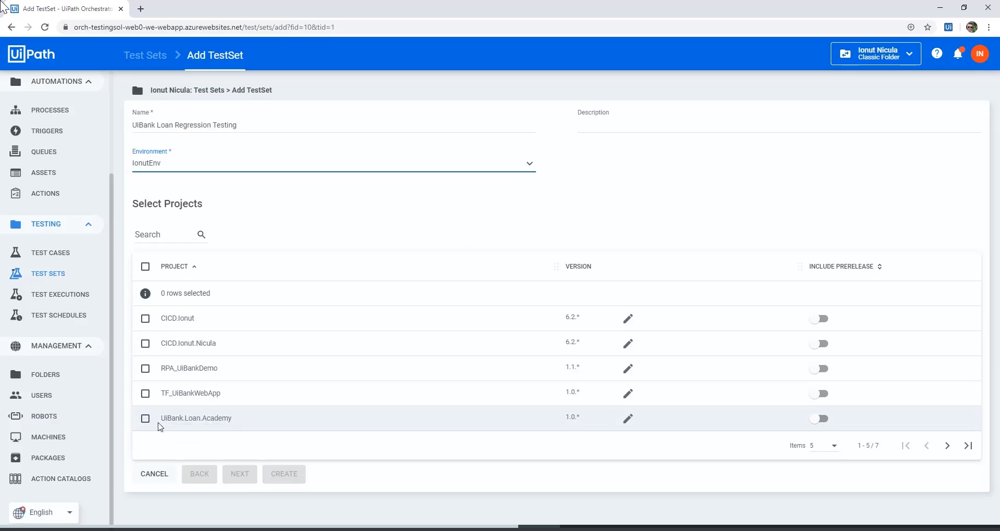 Add TestSet - UiPath Orchestrato
orch-testingsol-web0-we-webapp.azurewebsites.net/test/sets/add?fid=10&tid=1
Ui
UiPath
Test Sets > Add TestSet
Ionut Nicula
Classic Folder
IN
AUTOMATIONS
PROCESSES
TRIGGERS
QUEUES
ASSETS
ACTIONS
TESTING
TEST CASES
TEST SETS
TEST EXECUTIONS
TEST SCHEDULES
MANAGEMENT
FOLDERS
USERS
ROBOTS
MACHINES
PACKAGES
ACTION CATALOGS
English
Ionut Nicula: Test Sets > Add TestSet
Name *
UiBank Loan Regression Testing
Description
Environment *
IonutEnv
Select Projects
Search
PROJECT VERSION INCLUDE PRERELEASE
0 rows selected
CICD.Ionut 6.2.*
CICD.Ionut.Nicula 6.2.*
RPA_UiBankDemo 1.1.*
TF_UiBankWebApp 1.0.*
UiBank.Loan.Academy 1.0.*
Items 5 1 - 5 / 7
CANCEL BACK NEXT CREATE